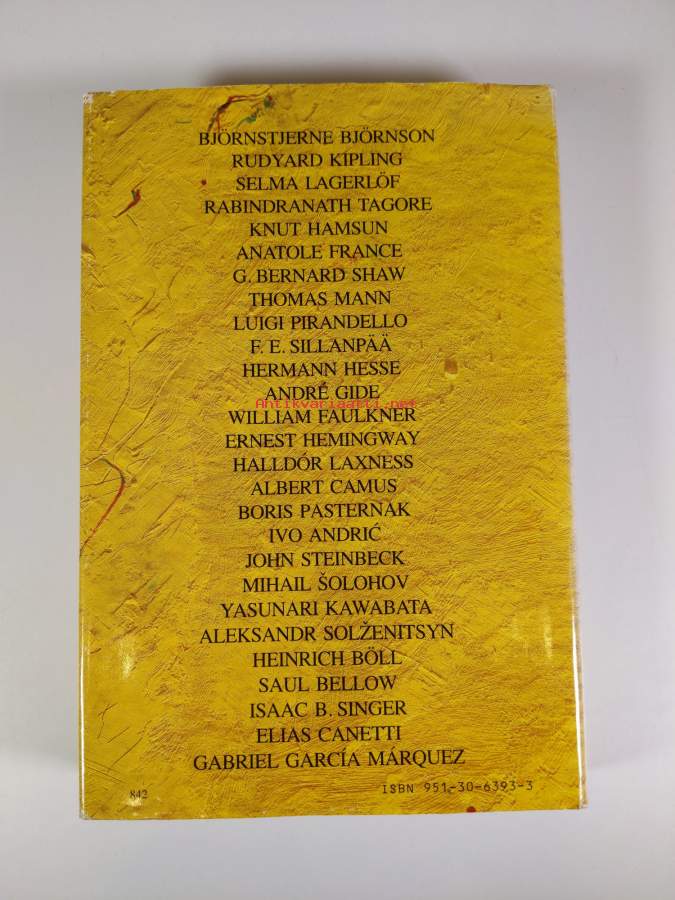 BJÖRNSTJERNE BJÖRNSON
RUDYARD KIPLING
SELMA LAGERLÖF
RABINDRANATH TAGORE
KNUT HAMSUN
ANATOLE FRANCE
G. BERNARD SHAW
THOMAS MANN
LUIGI PIRANDELLO
F. E. SILLANPÄÄ
HERMANN HESSE
ANDRÉ GIDE
Antikvariaatti.net
WILLIAM FAULKNER
ERNEST HEMINGWAY
HALLDÓR LAXNESS
ALBERT CAMUS
BORIS PASTERNAK
IVO ANDRIĆ
JOHN STEINBECK
MIHAIL ŠOLOHOV
YASUNARI KAWABATA
ALEKSANDR SOLŽENITSYN
HEINRICH BÖLL
SAUL BELLOW
ISAAC B. SINGER
ELIAS CANETTI
GABRIEL GARCÍA MÁRQUEZ
842
ISBN 951-30-6393-3